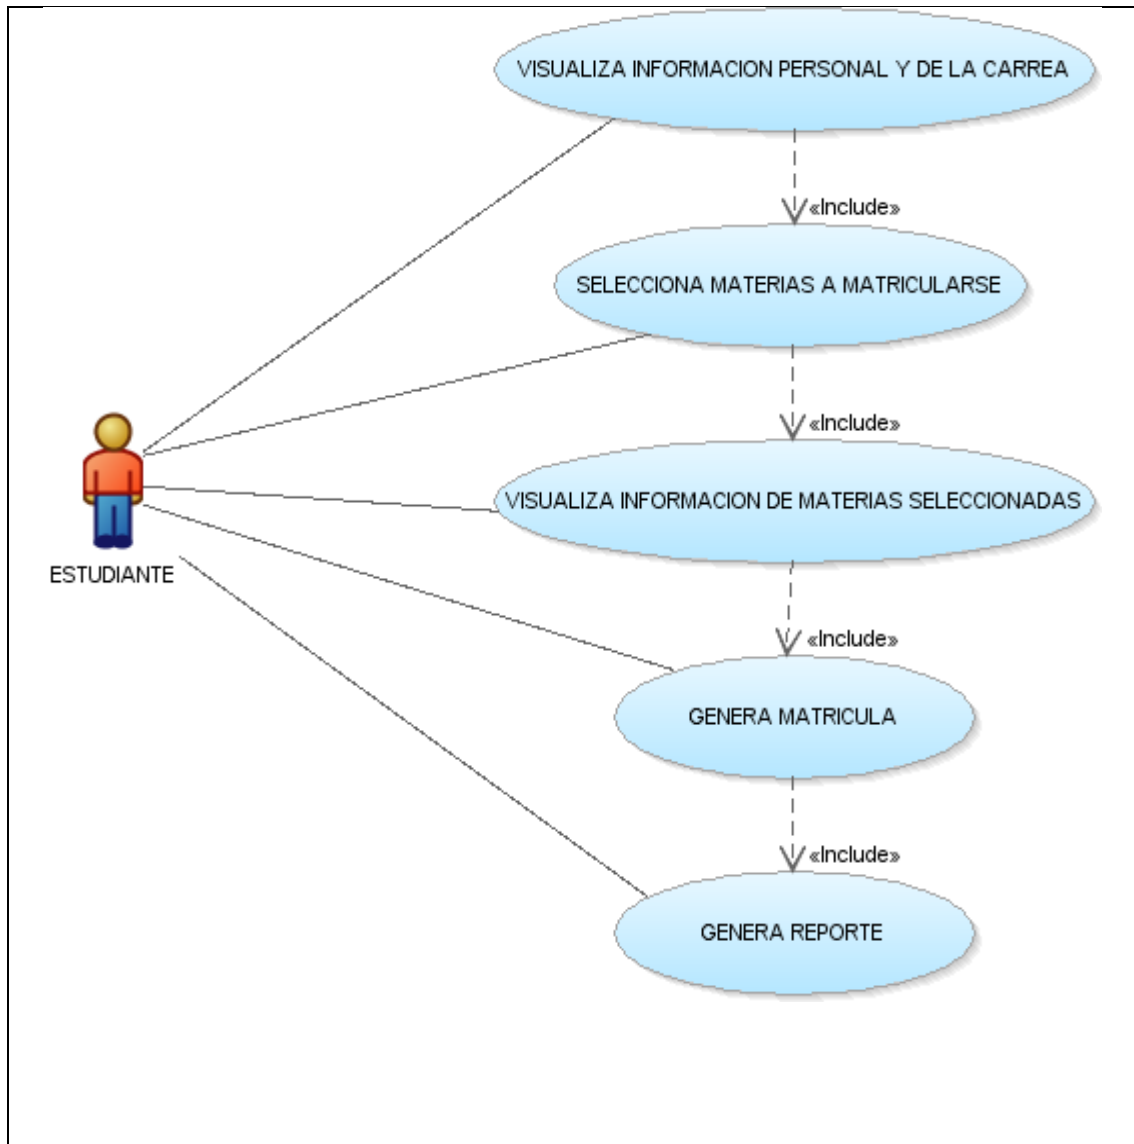 VISUALIZA INFORMACION PERSONAL Y DE LA CARREA
«Include»
SELECCIONA MATERIAS A MATRICULARSE
«Include»
VISUALIZA INFORMACION DE MATERIAS SELECCIONADAS
ESTUDIANTE
«Include»
GENERA MATRICULA
«Include»
GENERA REPORTE